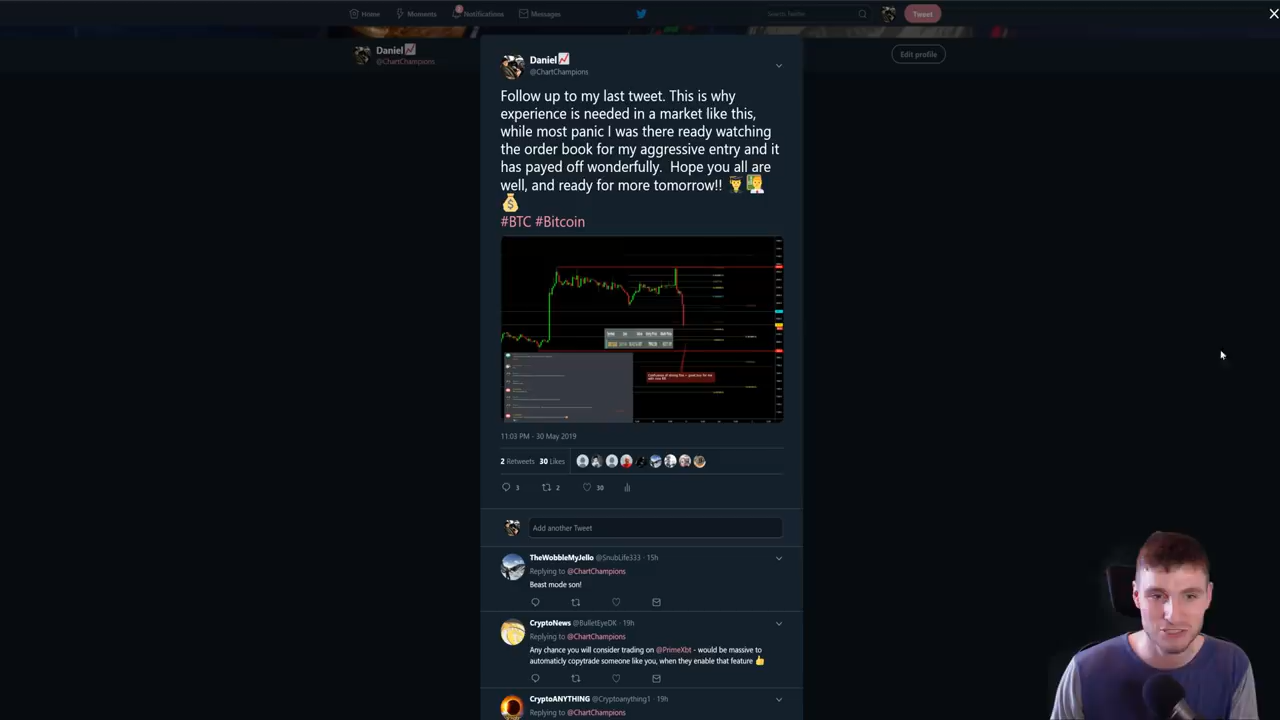 Home
Moments
Notifications
Messages
Search Twitter
Tweet
Daniel
@ChartChampions
Edit profile
Daniel
@ChartChampions
Follow up to my last tweet. This is why
experience is needed in a market like this,
while most panic I was there ready watching
the order book for my aggressive entry and it
has payed off wonderfully. Hope you all are
well, and ready for more tomorrow!!
#BTC #Bitcoin
11:03 PM - 30 May 2019
2 Retweets 30 Likes
3
2
30
Add another Tweet
TheWobbleMyJello @SnubLife333 · 15h
Replying to @ChartChampions
Beast mode son!
CryptoNews @BulletEyeDK · 19h
Replying to @ChartChampions
Any chance you will consider trading on @PrimeXbt - would be massive to
automaticly copytrade someone like you, when they enable that feature
CryptoANYTHING @Cryptoanything1 · 19h
Replying to @ChartChampions